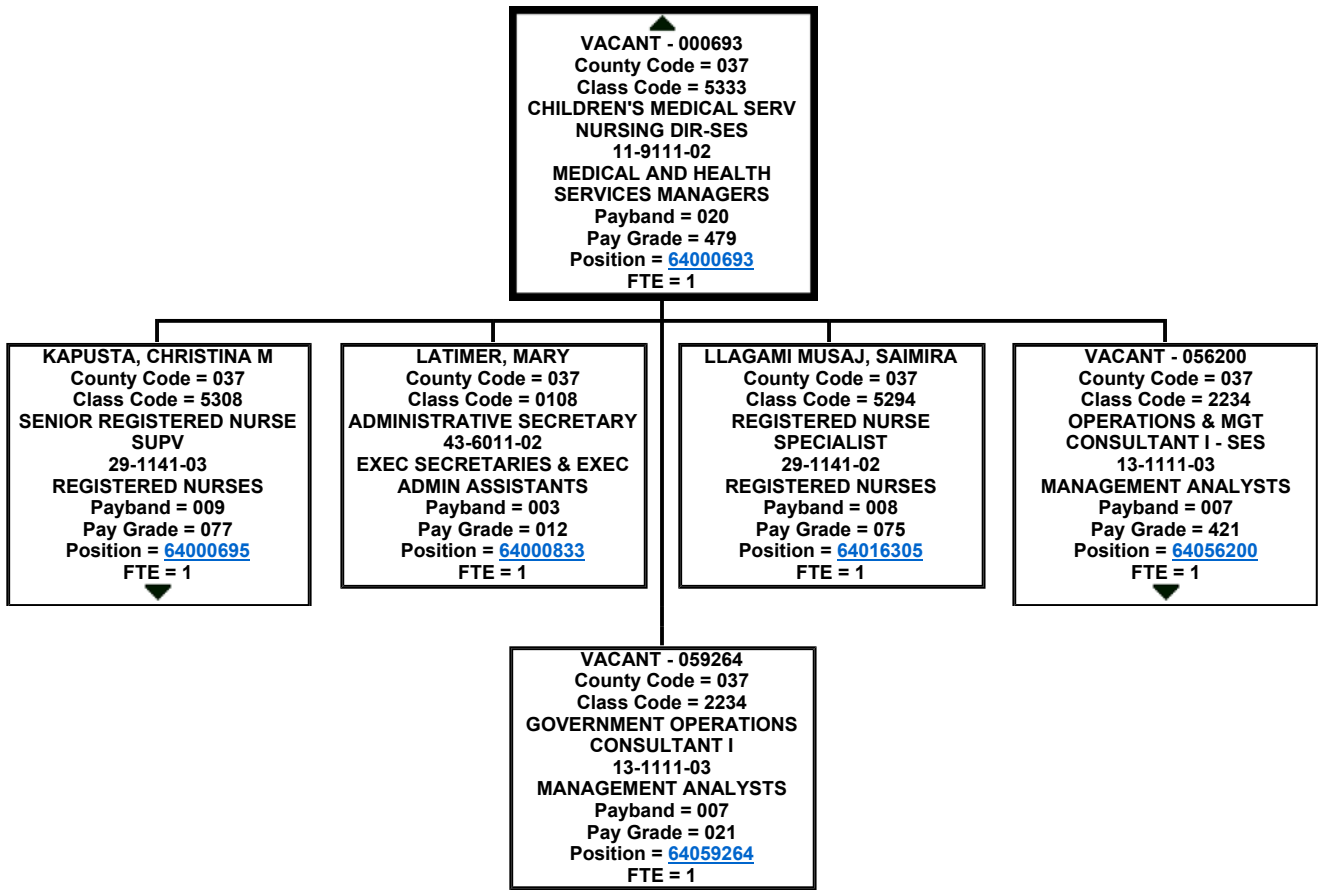 VACANT - 000693
County Code = 037
Class Code = 5333
CHILDREN'S MEDICAL SERV
NURSING DIR-SES
11-9111-02
MEDICAL AND HEALTH
SERVICES MANAGERS
Payband = 020
Pay Grade = 479
Position = 64000693
FTE = 1
KAPUSTA, CHRISTINA M
County Code = 037
Class Code = 5308
SENIOR REGISTERED NURSE
SUPV
29-1141-03
REGISTERED NURSES
Payband = 009
Pay Grade = 077
Position = 64000695
FTE = 1
LATIMER, MARY
County Code = 037
Class Code = 0108
ADMINISTRATIVE SECRETARY
43-6011-02
EXEC SECRETARIES & EXEC
ADMIN ASSISTANTS
Payband = 003
Pay Grade = 012
Position = 64000833
FTE = 1
LLAGAMI MUSAJ, SAIMIRA
County Code = 037
Class Code = 5294
REGISTERED NURSE
SPECIALIST
29-1141-02
REGISTERED NURSES
Payband = 008
Pay Grade = 075
Position = 64016305
FTE = 1
VACANT - 056200
County Code = 037
Class Code = 2234
OPERATIONS & MGT
CONSULTANT I - SES
13-1111-03
MANAGEMENT ANALYSTS
Payband = 007
Pay Grade = 421
Position = 64056200
FTE = 1
VACANT - 059264
County Code = 037
Class Code = 2234
GOVERNMENT OPERATIONS
CONSULTANT I
13-1111-03
MANAGEMENT ANALYSTS
Payband = 007
Pay Grade = 021
Position = 64059264
FTE = 1